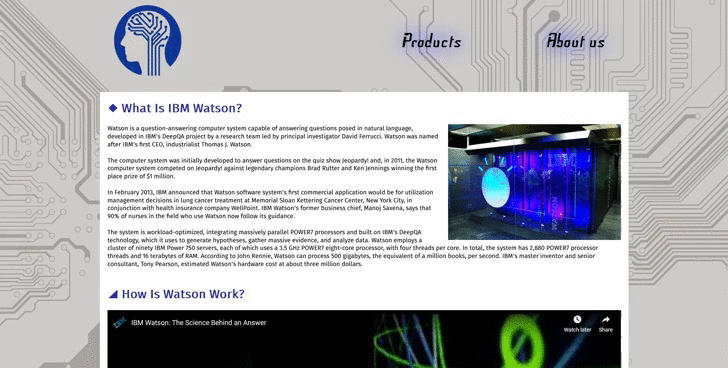 Products
About us
What Is IBM Watson?
Watson is a question-answering computer system capable of answering questions posed in natural language,
developed in IBM's DeepQA project by a research team led by principal investigator David Ferrucci. Watson was named
after IBM's first CEO, industrialist Thomas J. Watson.
The computer system was initially developed to answer questions on the quiz show Jeopardy! and, in 2011, the Watson
computer system competed on Jeopardy! against legendary champions Brad Rutter and Ken Jennings winning the first
place prize of $1 million.
In February 2013, IBM announced that Watson software system's first commercial application would be for utilization
management decisions in lung cancer treatment at Memorial Sloan Kettering Cancer Center, New York City, in
conjunction with health insurance company WellPoint. IBM Watson's former business chief, Manoj Saxena, says that
90% of nurses in the field who use Watson now follow its guidance.
The system is workload-optimized, integrating massively parallel POWER7 processors and built on IBM's DeepQA
technology, which it uses to generate hypotheses, gather massive evidence, and analyze data. Watson employs a
cluster of ninety IBM Power 750 servers, each of which uses a 3.5 GHz POWER7 eight-core processor, with four threads per core. In total, the system has 2,880 POWER7 processor
threads and 16 terabytes of RAM. According to John Rennie, Watson can process 500 gigabytes, the equivalent of a million books, per second. IBM's master inventor and senior
consultant, Tony Pearson, estimated Watson's hardware cost at about three million dollars.
How Is Watson Work?
IBM
IBM Watson: The Science Behind an Answer
Watch later
Share